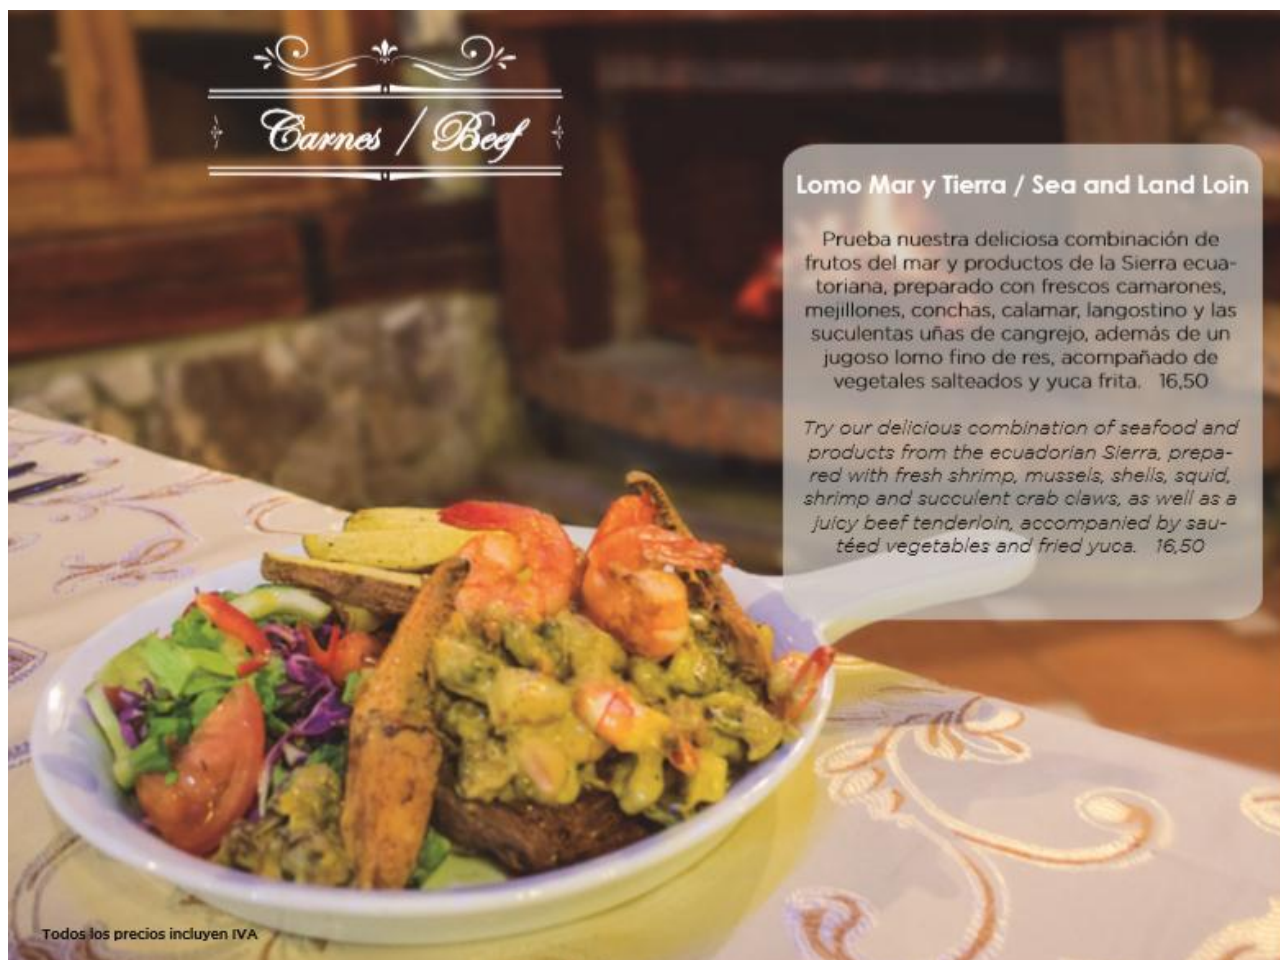 Carnes / Beef
Lomo Mar y Tierra / Sea and Land Loin
Prueba nuestra deliciosa combinación de
frutos del mar y productos de la Sierra ecua-
toriana, preparado con frescos camarones,
mejillones, conchas, calamar, langostino y las
suculentas uñas de cangrejo, además de un
jugoso lomo fino de res, acompañado de
vegetales salteados y yuca frita. 16,50
Try our delicious combination of seafood and
products from the ecuadorian Sierra, prepa-
red with fresh shrimp, mussels, shells, squid,
shrimp and succulent crab claws, as well as a
juicy beef tenderloin, accompanied by sau-
téed vegetables and fried yuca. 16,50
Todos los precios incluyen IVA